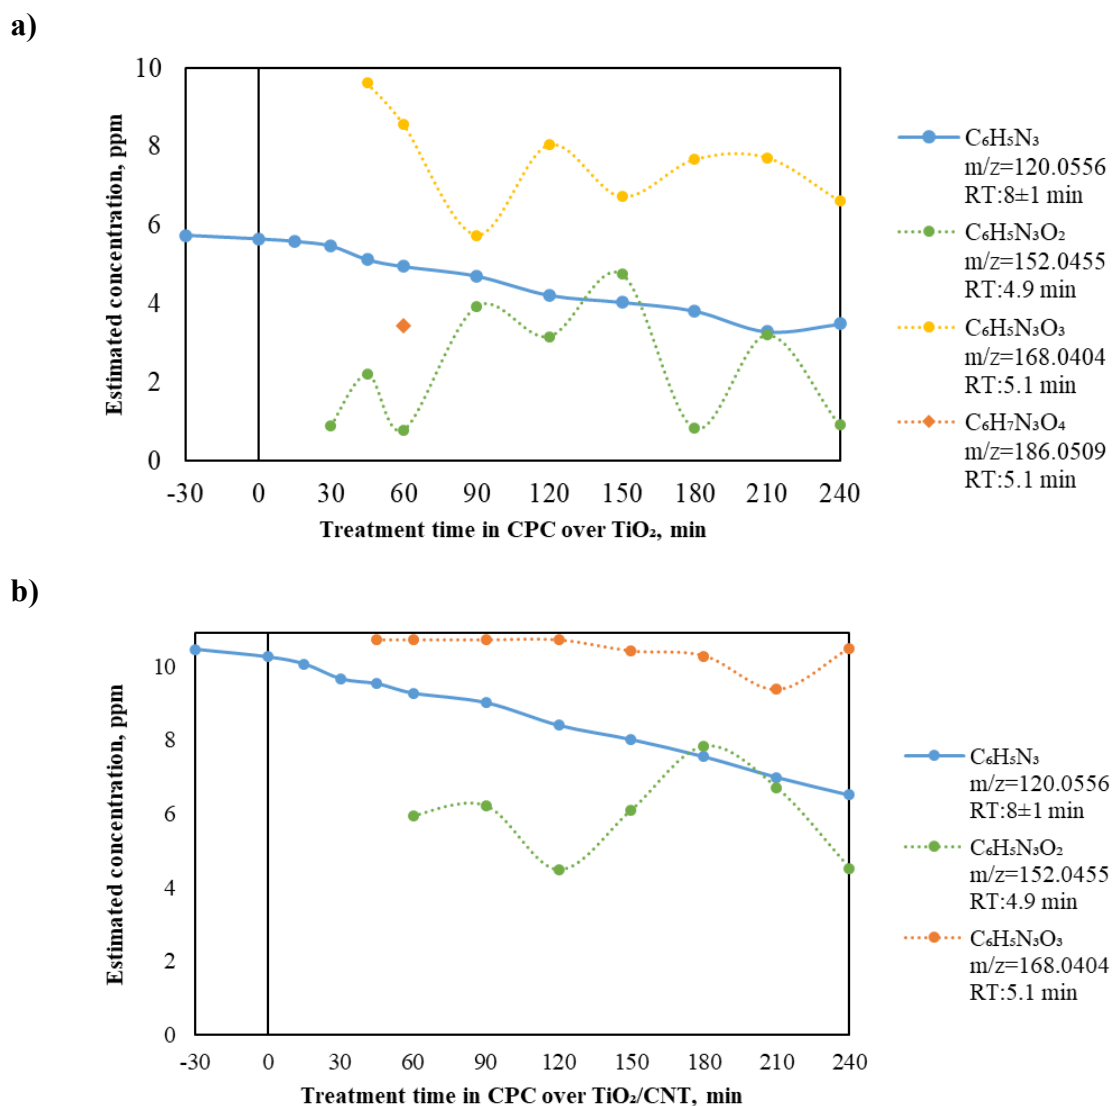 a)
Estimated concentration, ppm
10
8
6
4
2
0
-30 0 30 60 90 120 150 180 210 240
Treatment time in CPC over TiO₂, min
C₆H₅N₃
m/z=120.0556
RT:8±1 min
C₆H₅N₃O₂
m/z=152.0455
RT:4.9 min
C₆H₅N₃O₃
m/z=168.0404
RT:5.1 min
C₆H₇N₃O₄
m/z=186.0509
RT:5.1 min
b)
Estimated concentration, ppm
10
8
6
4
2
0
-30 0 30 60 90 120 150 180 210 240
Treatment time in CPC over TiO₂/CNT, min
C₆H₅N₃
m/z=120.0556
RT:8±1 min
C₆H₅N₃O₂
m/z=152.0455
RT:4.9 min
C₆H₅N₃O₃
m/z=168.0404
RT:5.1 min